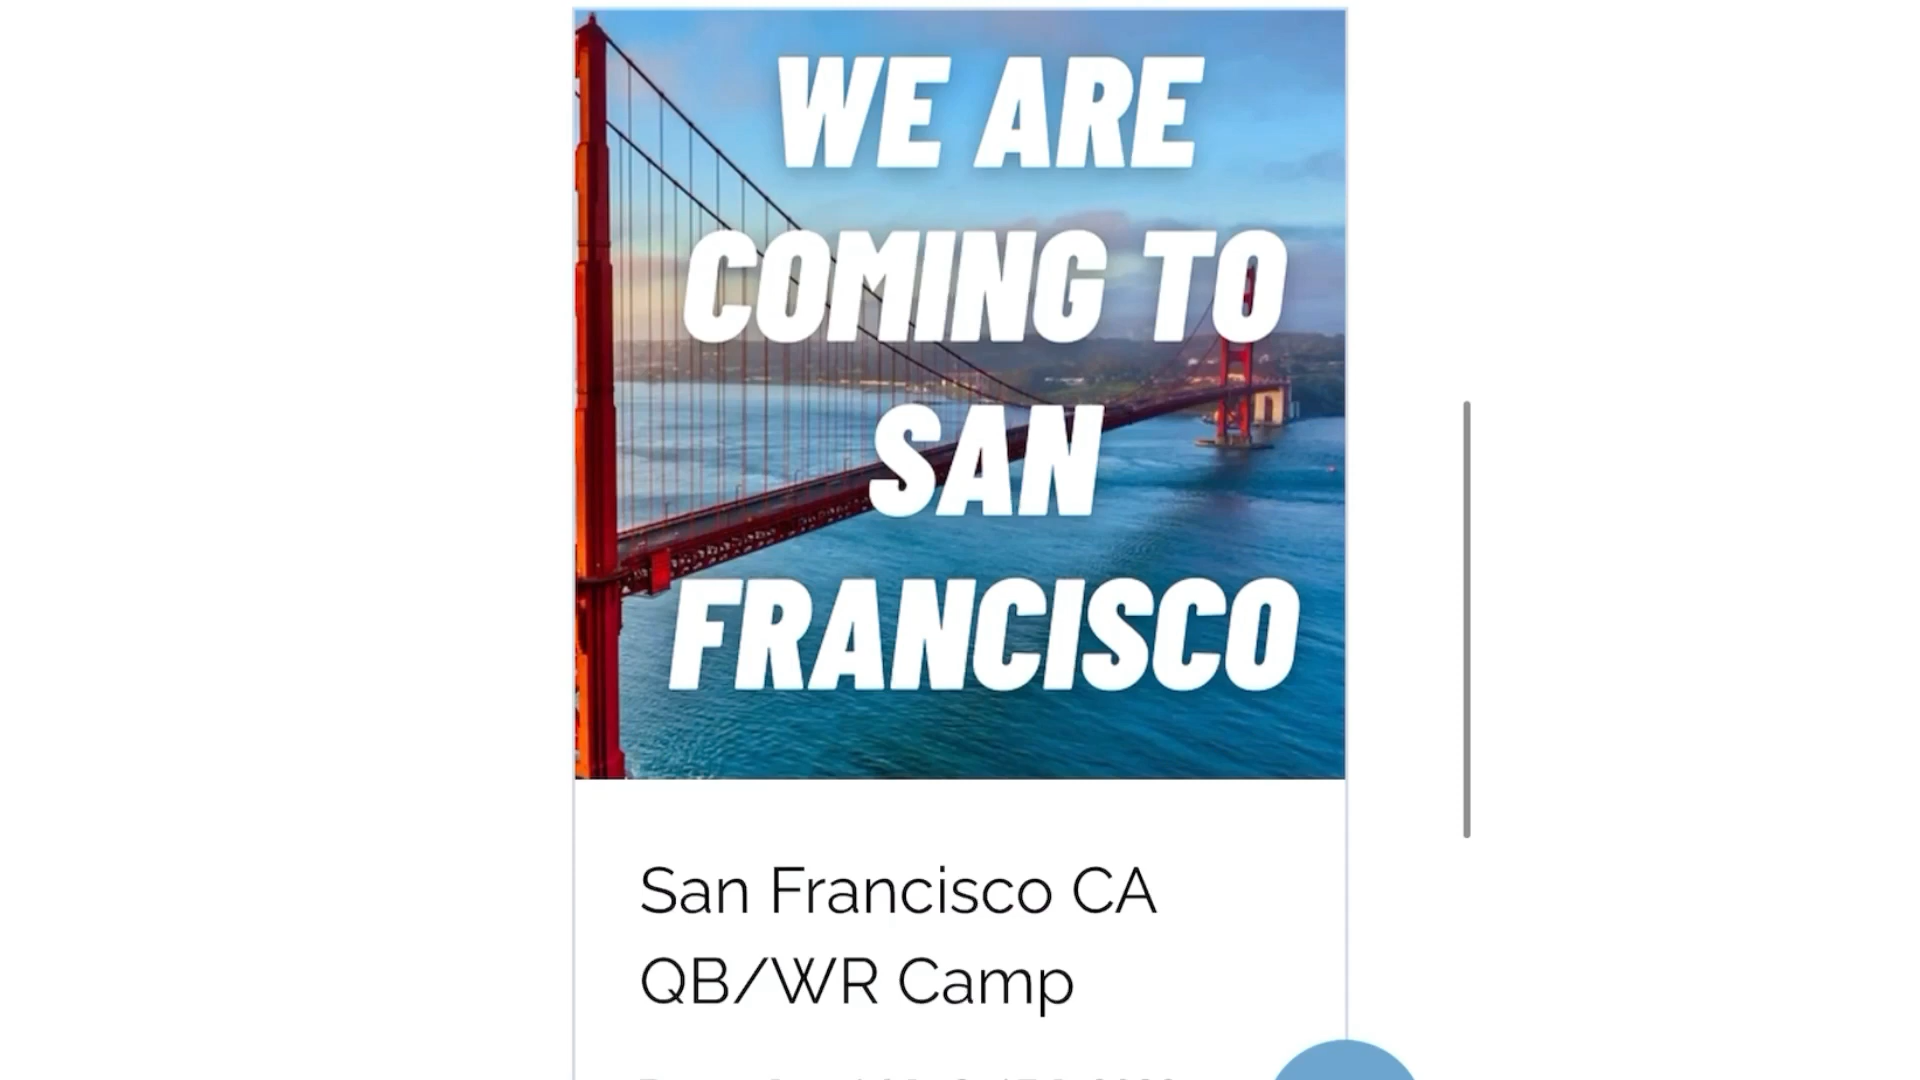 WE ARE
COMING TO
SAN
FRANCISCO
San Francisco CA
QB/WR Camp